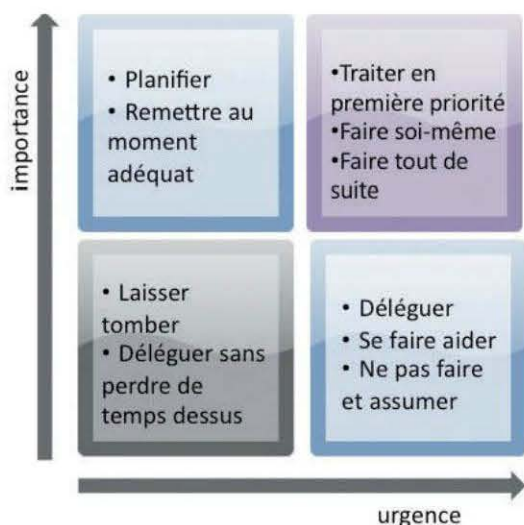 importance
• Planifier
• Remettre au
moment
adéquat
•Traiter en
première priorité
•Faire soi-même
•Faire tout de
suite
• Laisser
tomber
• Déléguer sans
perdre de
temps dessus
• Déléguer
• Se faire aider
• Ne pas faire
et assumer
urgence